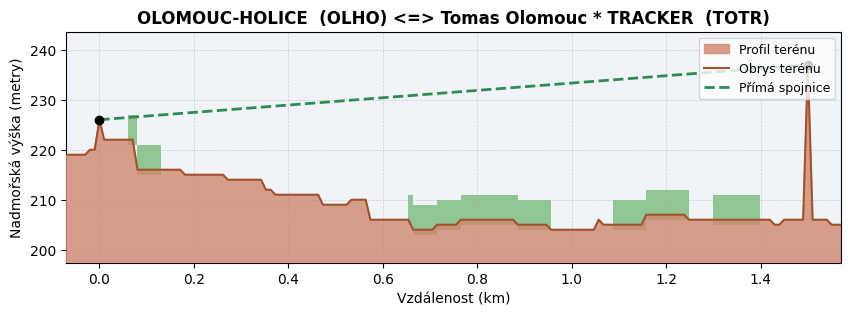 OLOMOUC-HOLICE  (OLHO) <=> Tomas Olomouc * TRACKER  (TOTR)
Nadmořská výška (metry)
240
230
220
210
200
Profil terénu
Obrys terénu
Přímá spojnice
0.0 0.2 0.4 0.6 0.8 1.0 1.2 1.4
Vzdálenost (km)